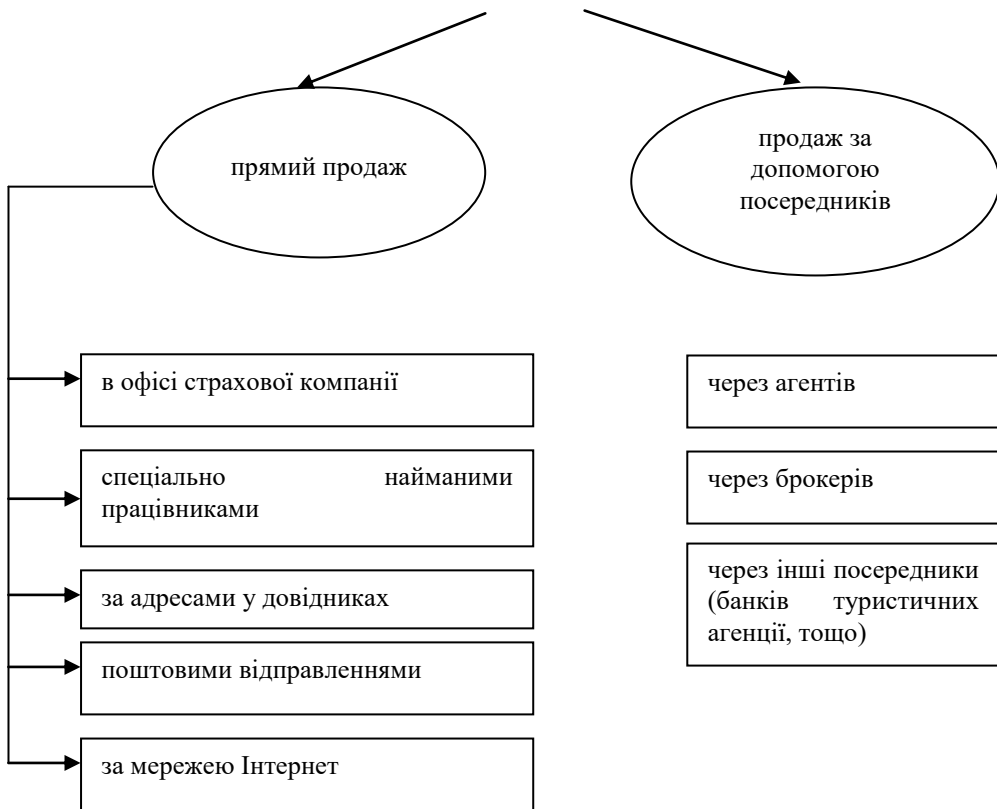 прямий продаж
продаж за
допомогою
посередників
в офісі страхової компанії
спеціально найманими
працівниками
за адресами у довідниках
поштовими відправленнями
за мережею Інтернет
через агентів
через брокерів
через інші посередники
(банків туристичних
агенції, тощо)